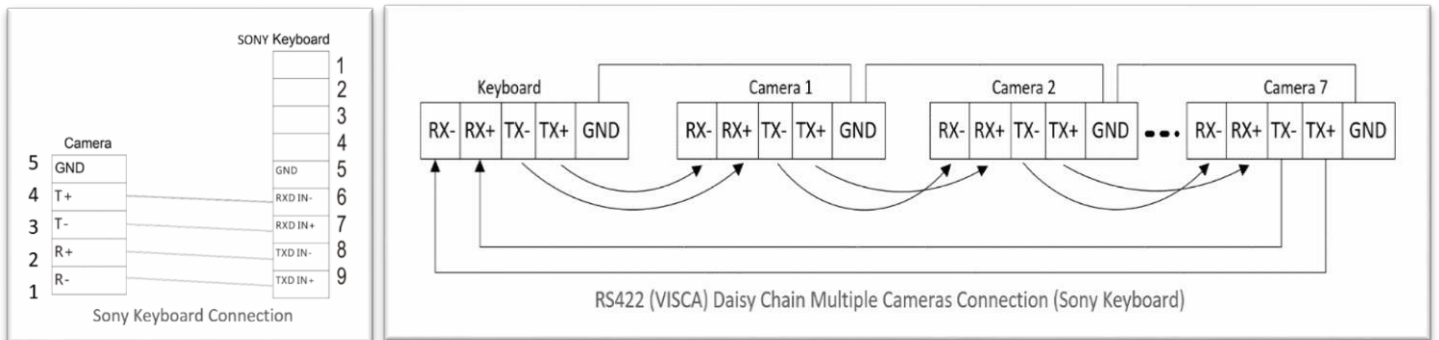 SONY Keyboard
1
2
3
4
Camera
5 GND GND 5
4 T+ RXD IN- 6
3 T- RXD IN+ 7
2 R+ TXD IN- 8
1 R- TXD IN+ 9
Sony Keyboard Connection
Keyboard Camera 1 Camera 2 Camera 7
RX- RX+ TX- TX+ GND RX- RX+ TX- TX+ GND RX- RX+ TX- TX+ GND RX- RX+ TX- TX+ GND
RS422 (VISCA) Daisy Chain Multiple Cameras Connection (Sony Keyboard)